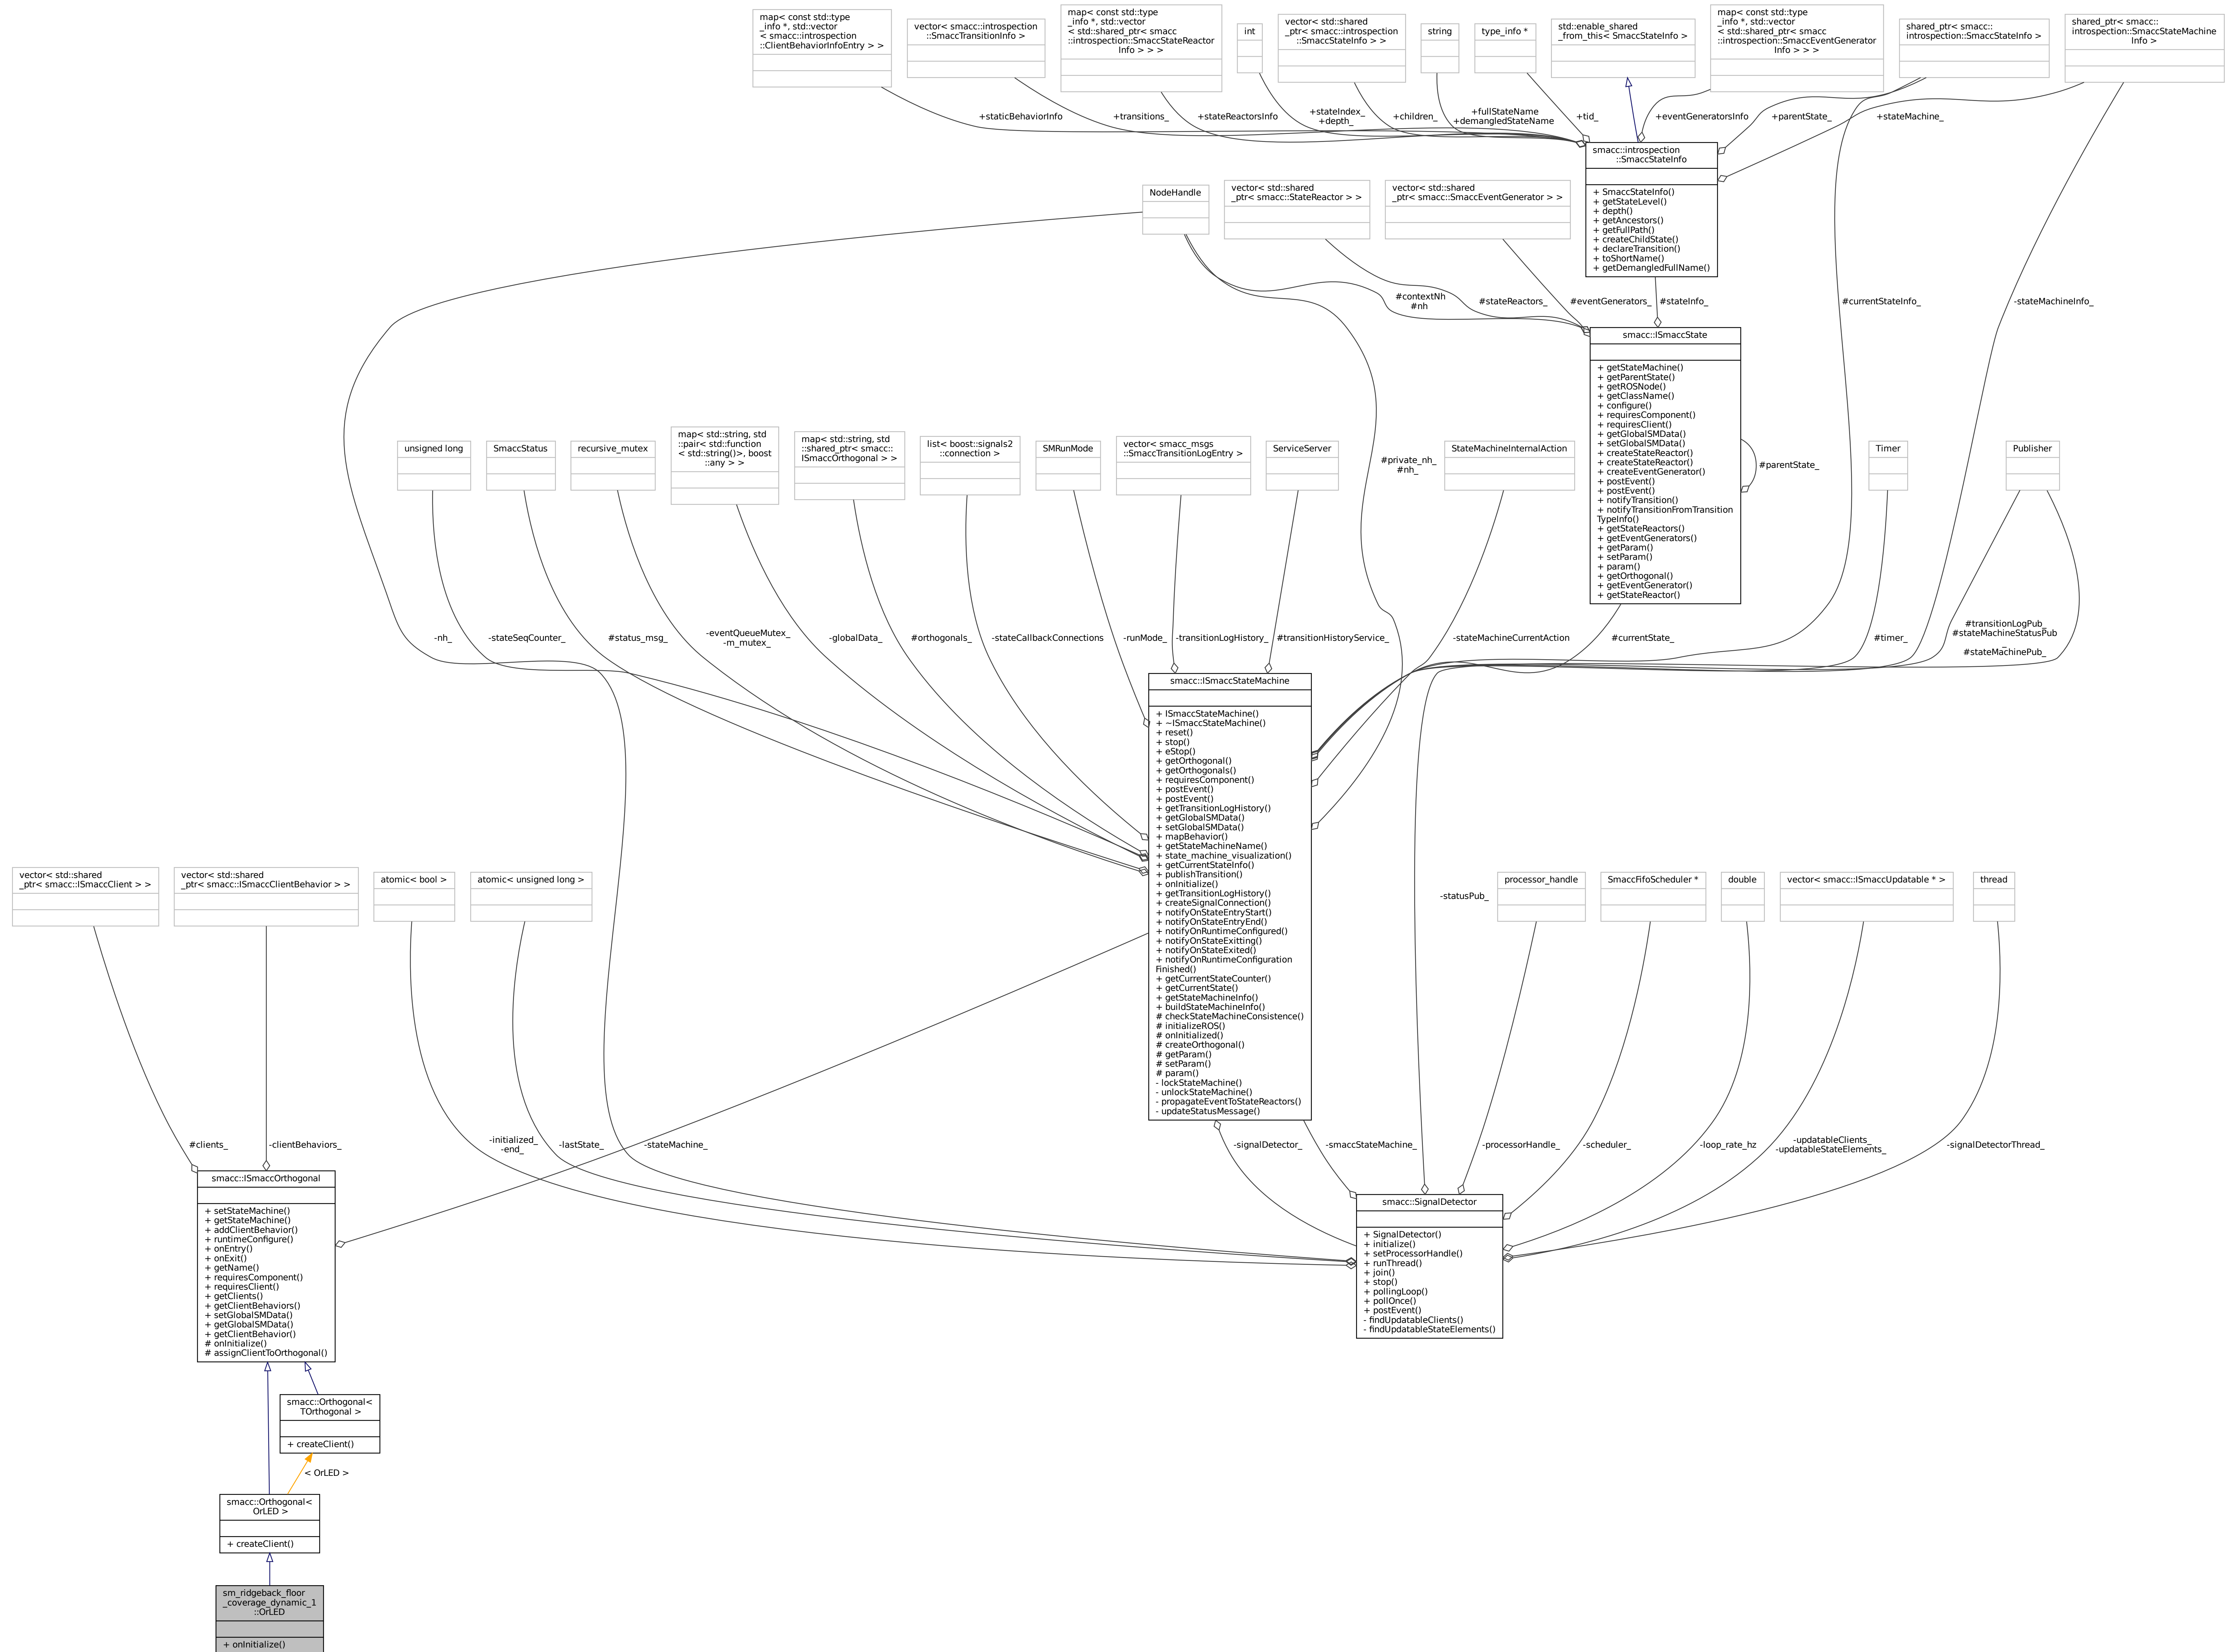 map< const std::type
_info *, std::vector
< smacc::introspection
::ClientBehaviorInfoEntry > >
vector< smacc::introspection
::SmaccTransitionInfo >
map< const std::type
_info *, std::vector
< std::shared_ptr< smacc
::introspection::SmaccStateReactor
Info > > >
int
vector< std::shared
_ptr< smacc::introspection
::SmaccStateInfo > >
string
type_info *
std::enable_shared
_from_this< SmaccStateInfo >
map< const std::type
_info *, std::vector
< std::shared_ptr< smacc
::introspection::SmaccEventGenerator
Info > > >
shared_ptr< smacc::
introspection::SmaccStateInfo >
shared_ptr< smacc::
introspection::SmaccStateMachine
Info >
+staticBehaviorInfo
+transitions_
+stateReactorsInfo
+stateIndex_
+depth_
+children_
+fullStateName
+demangledStateName
+tid_
+eventGeneratorsInfo
+parentState_
+stateMachine_
smacc::introspection
::SmaccStateInfo
+ SmaccStateInfo()
+ getStateLevel()
+ depth()
+ getAncestors()
+ getFullPath()
+ createChildState()
+ declareTransition()
+ toShortName()
+ getDemangledFullName()
NodeHandle
vector< std::shared
_ptr< smacc::StateReactor > >
vector< std::shared
_ptr< smacc::SmaccEventGenerator > >
#contextNh
#nh
#stateReactors_
#eventGenerators_
#stateInfo_
#currentStateInfo_
-stateMachineInfo_
smacc::ISmaccState
+ getStateMachine()
+ getParentState()
+ getROSNode()
+ getClassName()
+ configure()
+ requiresComponent()
+ requiresClient()
+ getGlobalSMData()
+ setGlobalSMData()
+ createStateReactor()
+ createStateReactor()
+ createEventGenerator()
+ postEvent()
+ postEvent()
+ notifyTransition()
+ notifyTransitionFromTransition
TypeInfo()
+ getStateReactors()
+ getEventGenerators()
+ getParam()
+ setParam()
+ param()
+ getOrthogonal()
+ getEventGenerator()
+ getStateReactor()
#parentState_
unsigned long
SmaccStatus
recursive_mutex
map< std::string, std
::pair< std::function
< std::string()>, boost
::any > >
map< std::string, std
::shared_ptr< smacc::
ISmaccOrthogonal > >
list< boost::signals2
::connection >
SMRunMode
vector< smacc_msgs
::SmaccTransitionLogEntry >
ServiceServer
#private_nh_
#nh_
StateMachineInternalAction
Timer
Publisher
-nh_
-stateSeqCounter_
#status_msg_
-eventQueueMutex_
-m_mutex_
-globalData_
#orthogonals_
-stateCallbackConnections
-runMode_
-transitionLogHistory_
#transitionHistoryService_
-stateMachineCurrentAction
#currentState_
#timer_
#transitionLogPub_
#stateMachineStatusPub
_
#stateMachinePub_
smacc::ISmaccStateMachine
+ ISmaccStateMachine()
+ ~ISmaccStateMachine()
+ reset()
+ stop()
+ eStop()
+ getOrthogonal()
+ getOrthogonals()
+ requiresComponent()
+ postEvent()
+ postEvent()
+ getTransitionLogHistory()
+ getGlobalSMData()
+ setGlobalSMData()
+ mapBehavior()
+ getStateMachineName()
+ state_machine_visualization()
+ getCurrentStateInfo()
+ publishTransition()
+ onInitialize()
+ getTransitionLogHistory()
+ createSignalConnection()
+ notifyOnStateEntryStart()
+ notifyOnStateEntryEnd()
+ notifyOnRuntimeConfigured()
+ notifyOnStateExitting()
+ notifyOnStateExited()
+ notifyOnRuntimeConfiguration
Finished()
+ getCurrentStateCounter()
+ getCurrentState()
+ getStateMachineInfo()
+ buildStateMachineInfo()
# checkStateMachineConsistence()
# initializeROS()
# onInitialized()
# createOrthogonal()
# getParam()
# setParam()
# param()
- lockStateMachine()
- unlockStateMachine()
- propagateEventToStateReactors()
- updateStatusMessage()
vector< std::shared
_ptr< smacc::ISmaccClient > >
vector< std::shared
_ptr< smacc::ISmaccClientBehavior > >
atomic< bool >
atomic< unsigned long >
-statusPub_
processor_handle
SmaccFifoScheduler *
double
vector< smacc::ISmaccUpdatable * >
thread
#clients_
-clientBehaviors_
-initialized_
-end_
-lastState_
-stateMachine_
-signalDetector_
-smaccStateMachine_
-processorHandle_
-scheduler_
-loop_rate_hz
-updatableClients_
-updatableStateElements_
-signalDetectorThread_
smacc::ISmaccOrthogonal
+ setStateMachine()
+ getStateMachine()
+ addClientBehavior()
+ runtimeConfigure()
+ onEntry()
+ onExit()
+ getName()
+ requiresComponent()
+ requiresClient()
+ getClients()
+ getClientBehaviors()
+ setGlobalSMData()
+ getGlobalSMData()
+ getClientBehavior()
# onInitialize()
# assignClientToOrthogonal()
smacc::SignalDetector
+ SignalDetector()
+ initialize()
+ setProcessorHandle()
+ runThread()
+ join()
+ stop()
+ pollingLoop()
+ pollOnce()
+ postEvent()
- findUpdatableClients()
- findUpdatableStateElements()
smacc::Orthogonal<
TOrthogonal >
+ createClient()
< OrLED >
smacc::Orthogonal<
OrLED >
+ createClient()
sm_ridgeback_floor
_coverage_dynamic_1
::OrLED
+ onInitialize()